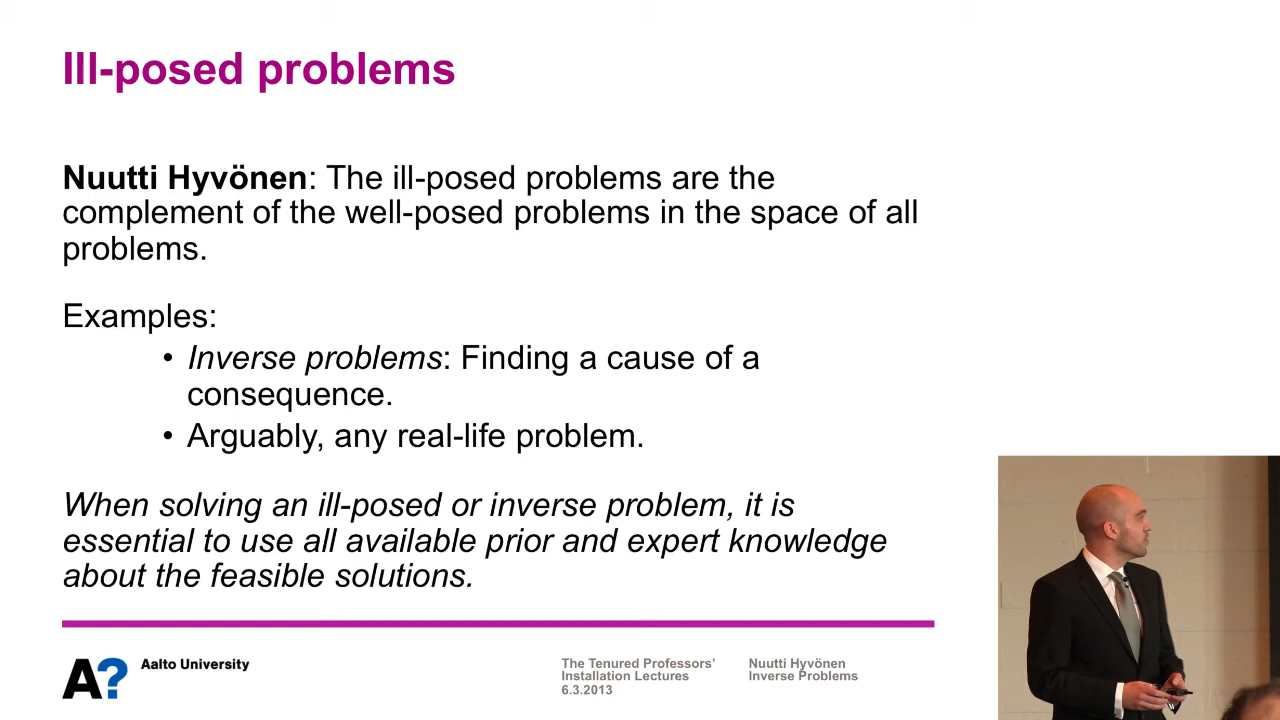 Ill-posed problems
Nuutti Hyvönen: The ill-posed problems are the
complement of the well-posed problems in the space of all
problems.
Examples:
• Inverse problems: Finding a cause of a
consequence.
• Arguably, any real-life problem.
When solving an ill-posed or inverse problem, it is
essential to use all available prior and expert knowledge
about the feasible solutions.
A?
Aalto University
The Tenured Professors'
Installation Lectures
6.3.2013
Nuutti Hyvönen
Inverse Problems